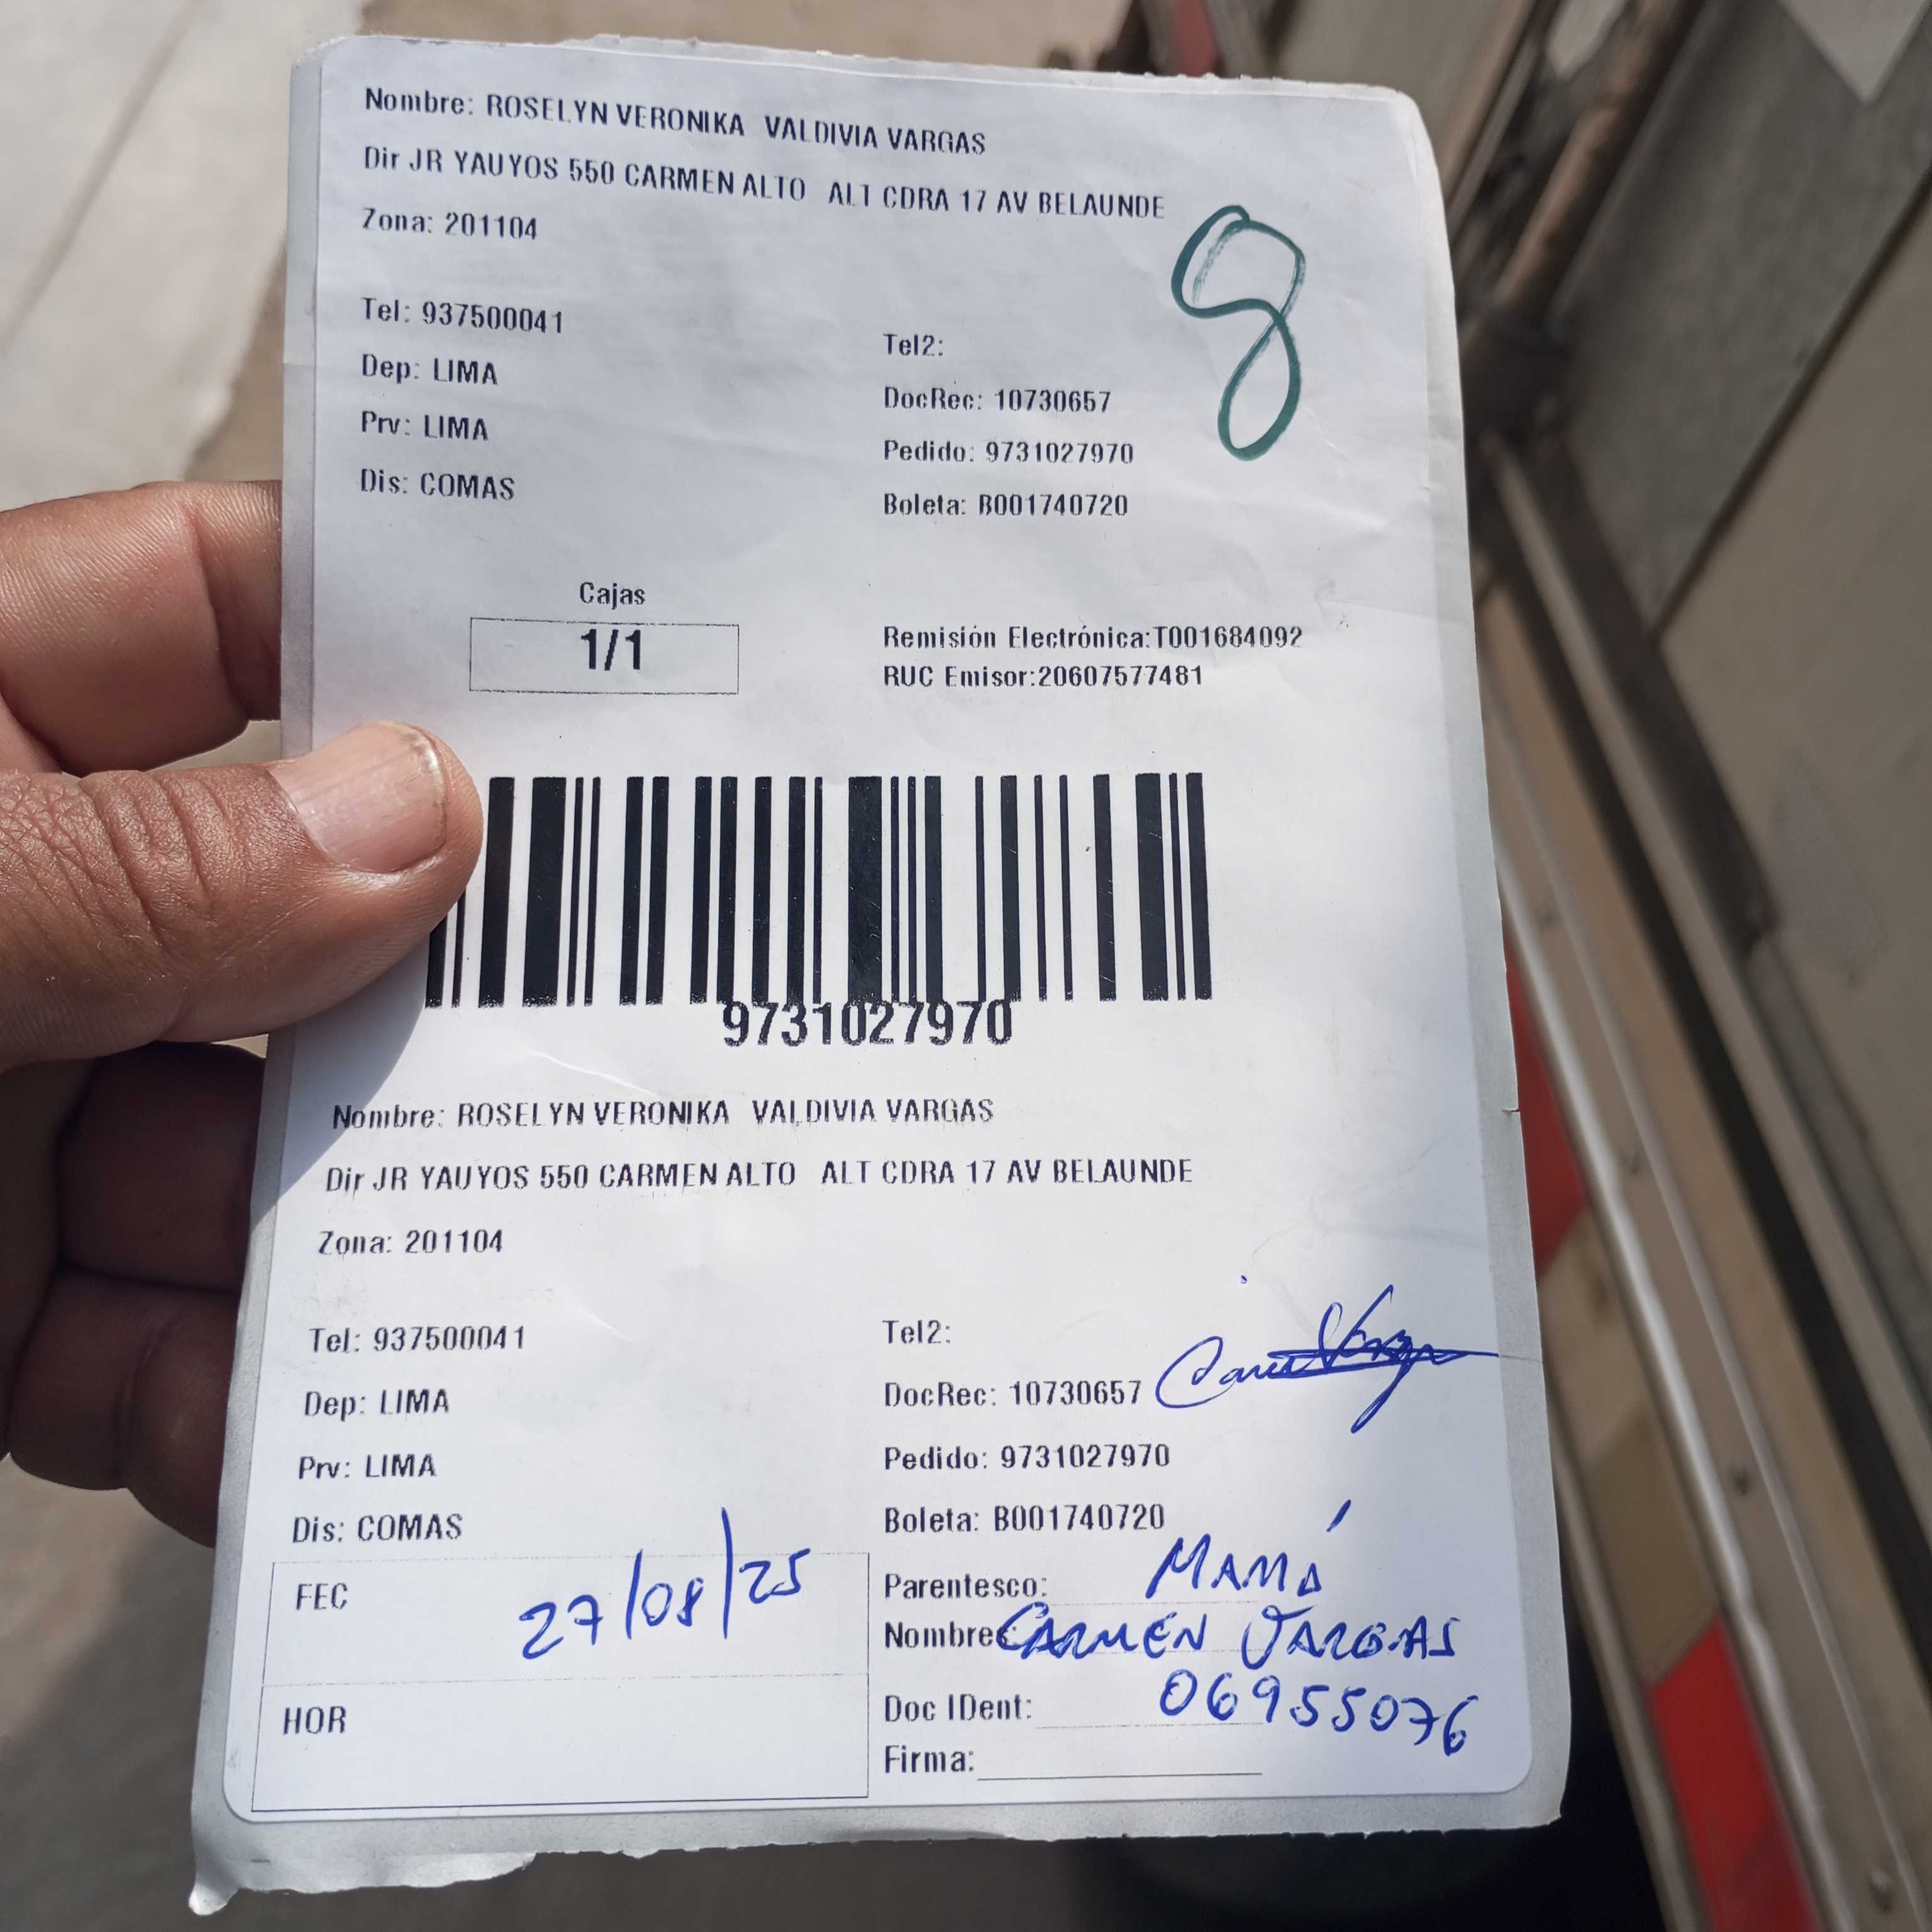 Nombre: ROSELYN VERONIKA VALDIVIA VARGAS
Dir JR YAUYOS 550 CARMEN ALTO ALT CDRA 17 AV BELAUNDE
Zona: 201104
8
Tel: 937500041
Tel2:
Dep: LIMA
DocRec: 10730657
Prv: LIMA
Pedido: 9731027970
Dis: COMAS
Boleta: B001740720
Cajas
1/1
Remisión Electrónica:T001684092
RUC Emisor:20607577481
9731027970
Nombre: ROSELYN VERONIKA VALDIVIA VARGAS
Dir JR YAUYOS 550 CARMEN ALTO ALT CDRA 17 AV BELAUNDE
Zona: 201104
Tel: 937500041
Tel2:
Dep: LIMA
DocRec: 10730657
Prv: LIMA
Pedido: 9731027970
Dis: COMAS
Boleta: B001740720
FEC 27/08/25
Parentesco: MAMÁ
Nombre: CARMEN VARGAS
HOR
Doc IDent: 06955076
Firma: